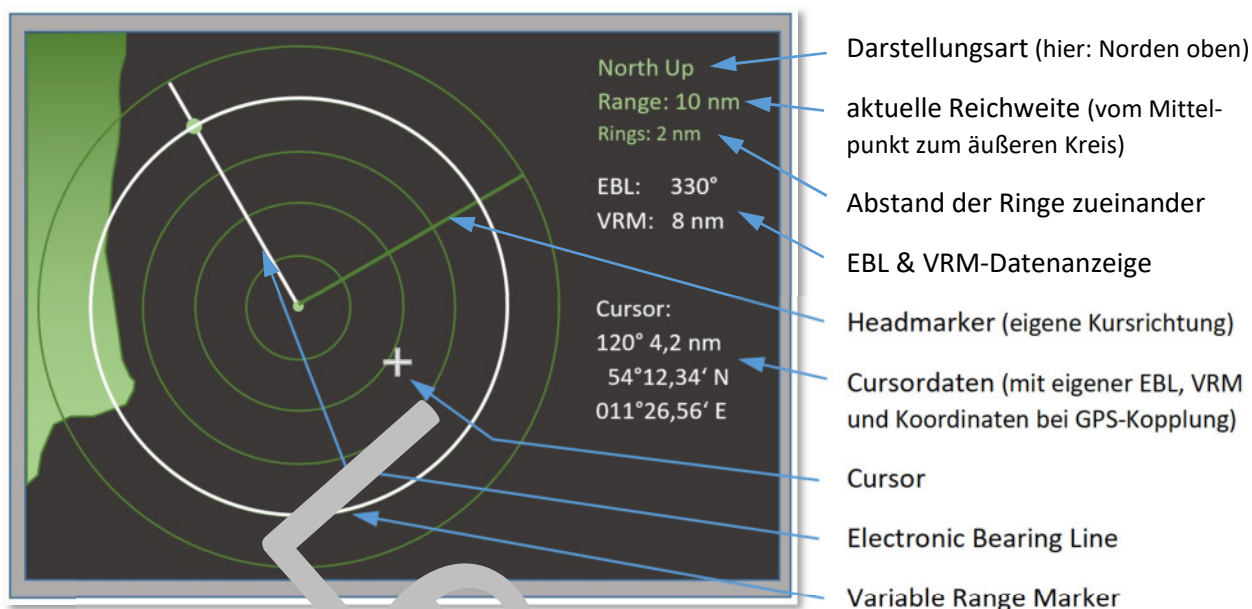 North Up
Range: 10 nm
Rings: 2 nm
EBL: 330°
VRM: 8 nm
Cursor:
120° 4,2 nm
54°12,34‘ N
011°26,56‘ E
Darstellungsart (hier: Norden oben)
aktuelle Reichweite (vom Mittel-
punkt zum äußeren Kreis)
Abstand der Ringe zueinander
EBL & VRM-Datenanzeige
Headmarker (eigene Kursrichtung)
Cursordaten (mit eigener EBL, VRM
und Koordinaten bei GPS-Kopplung)
Cursor
Electronic Bearing Line
Variable Range Marker